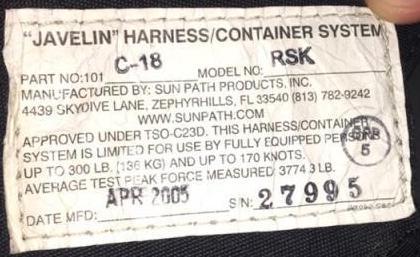 "JAVELIN" HARNESS/CONTAINER SYSTEM
PART NO:101 C-18 MODEL NO: RSK
MANUFACTURED BY: SUN PATH PRODUCTS, INC.
4439 SKYDIVE LANE, ZEPHYRHILLS, FL 33540 (813) 782-9242
WWW.SUNPATH.COM
APPROVED UNDER TSO-C23D. THIS HARNESS/CONTAINER
SYSTEM IS LIMITED FOR USE BY FULLY EQUIPPED PERSONS
UP TO 300 LB. (136 KG) AND UP TO 170 KNOTS.
AVERAGE TEST PEAK FORCE MEASURED: 3774.3 LB.
DATE MFD: APR 2005 S/N: 27995
5